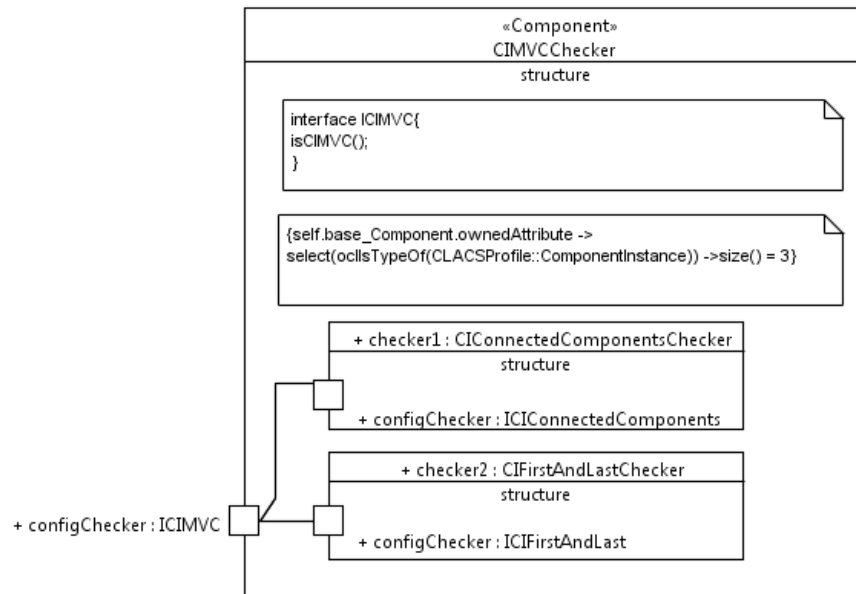 «Component»
CIMVCChecker
structure
interface ICIMVC{
isCIMVC();
}
{self.base_Component.ownedAttribute ->
select(oclIsTypeOf(CLACSProfile::ComponentInstance)) ->size() = 3}
+ checker1 : CIConnectedComponentsChecker
structure
+ configChecker : ICIConnectedComponents
+ checker2 : CIFirstAndLastChecker
structure
+ configChecker : ICIMVC
+ configChecker : ICIFirstAndLast